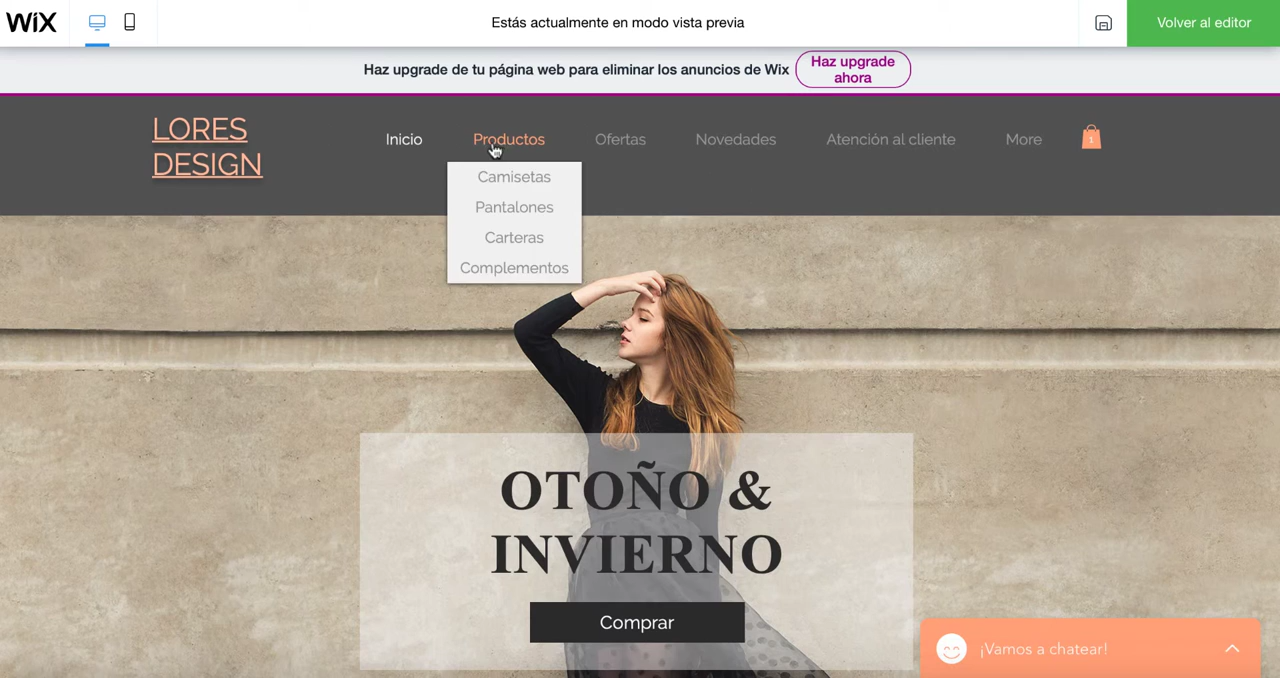 WiX
Estás actualmente en modo vista previa
Volver al editor
Haz upgrade de tu página web para eliminar los anuncios de Wix
Haz upgrade
ahora
LORES
DESIGN
Inicio
Productos
Ofertas
Novedades
Atención al cliente
More
1
Camisetas
Pantalones
Carteras
Complementos
OTOÑO &
INVIERNO
Comprar
¡Vamos a chatear!